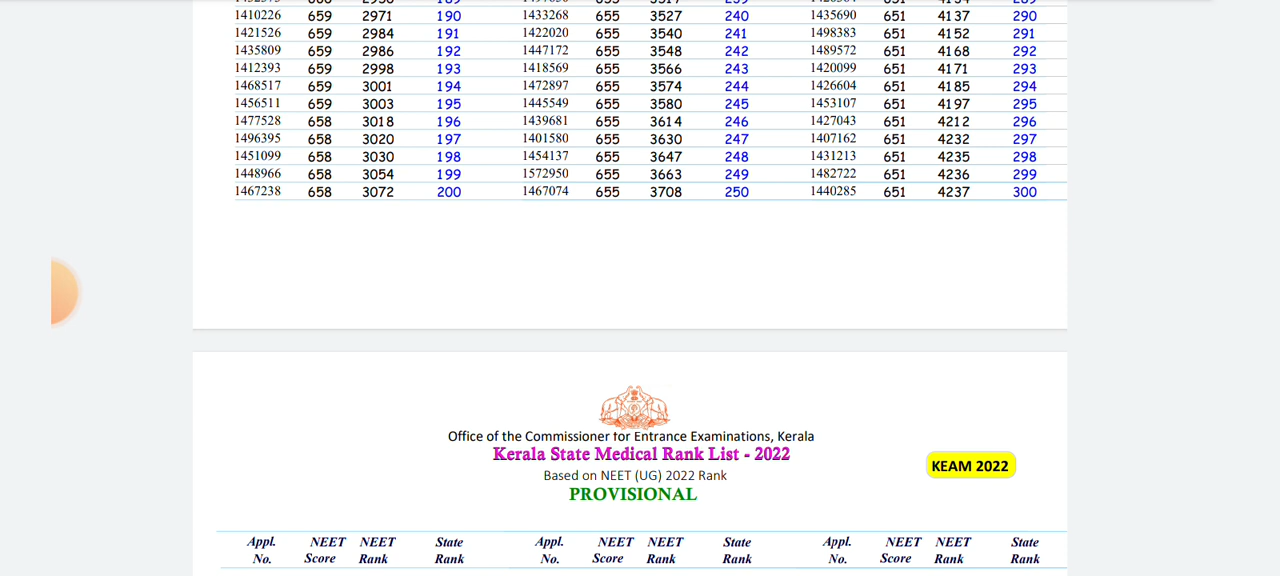 1410226 659 2971 190 1433268 655 3527 240 1435690 651 4137 290
1421526 659 2984 191 1422020 655 3540 241 1498383 651 4152 291
1435809 659 2986 192 1447172 655 3548 242 1489572 651 4168 292
1412393 659 2998 193 1418569 655 3566 243 1420099 651 4171 293
1468517 659 3001 194 1472897 655 3574 244 1426604 651 4185 294
1456511 659 3003 195 1445549 655 3580 245 1453107 651 4197 295
1477528 658 3018 196 1439681 655 3614 246 1427043 651 4212 296
1496395 658 3020 197 1401580 655 3630 247 1407162 651 4232 297
1451099 658 3030 198 1454137 655 3647 248 1431213 651 4235 298
1448966 658 3054 199 1572950 655 3663 249 1482722 651 4236 299
1467238 658 3072 200 1467074 655 3708 250 1440285 651 4237 300
Office of the Commissioner for Entrance Examinations, Kerala
Kerala State Medical Rank List - 2022
KEAM 2022
Based on NEET (UG) 2022 Rank
PROVISIONAL
Appl. NEET NEET State Appl. NEET NEET State Appl. NEET NEET State
No. Score Rank Rank No. Score Rank Rank No. Score Rank Rank